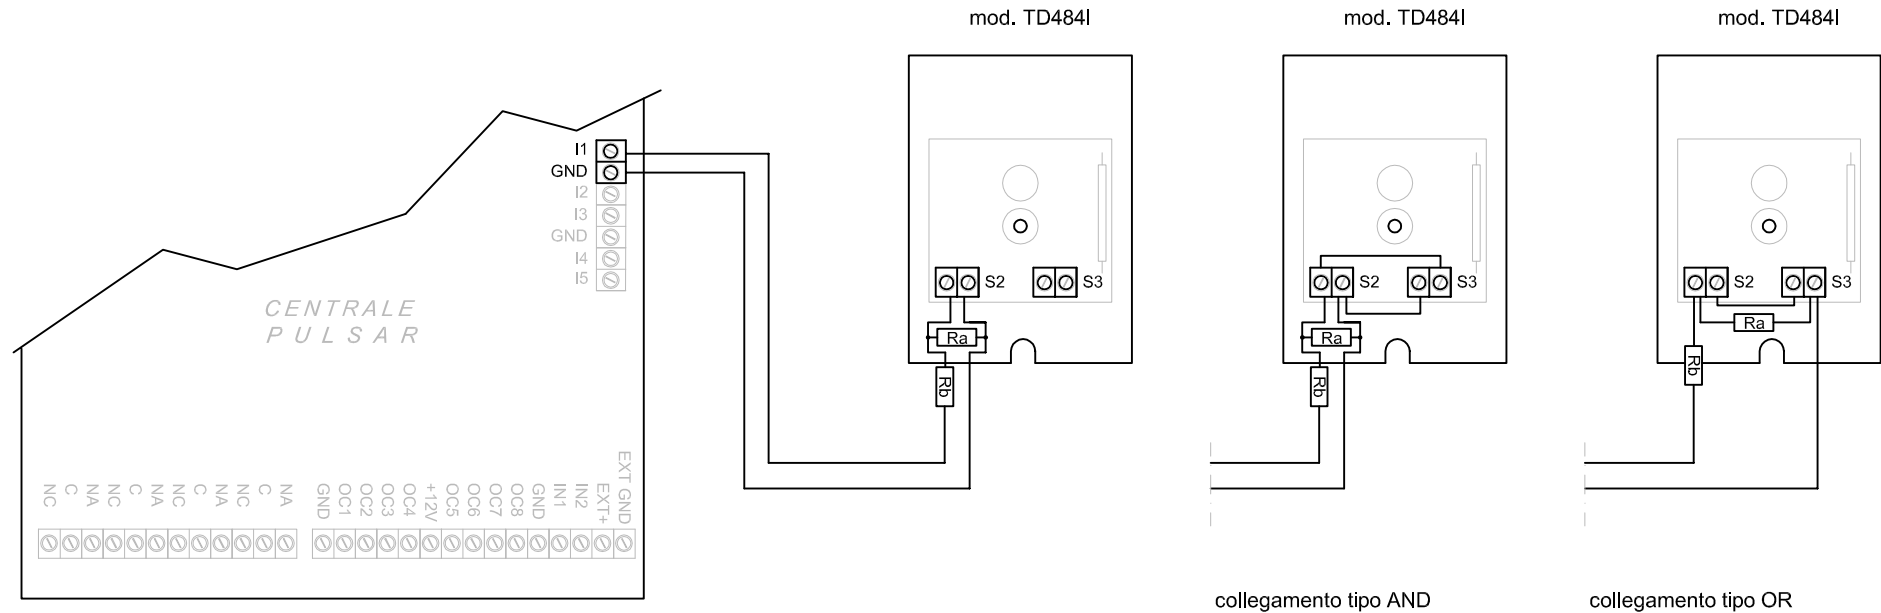 mod. TD484I
mod. TD484I
mod. TD484I
I1
GND
I2
I3
GND
I4
I5
CENTRALE
PULSAR
S2
S3
Ra
Rb
S2
S3
Ra
Rb
S2
S3
Ra
Rb
NC
C
NA
NC
C
NA
NC
C
NA
NC
C
NA
GND
OC1
OC2
OC3
OC4
+12V
OC5
OC6
OC7
OC8
GND
IN1
IN2
EXT+
EXT GND
collegamento tipo AND
collegamento tipo OR